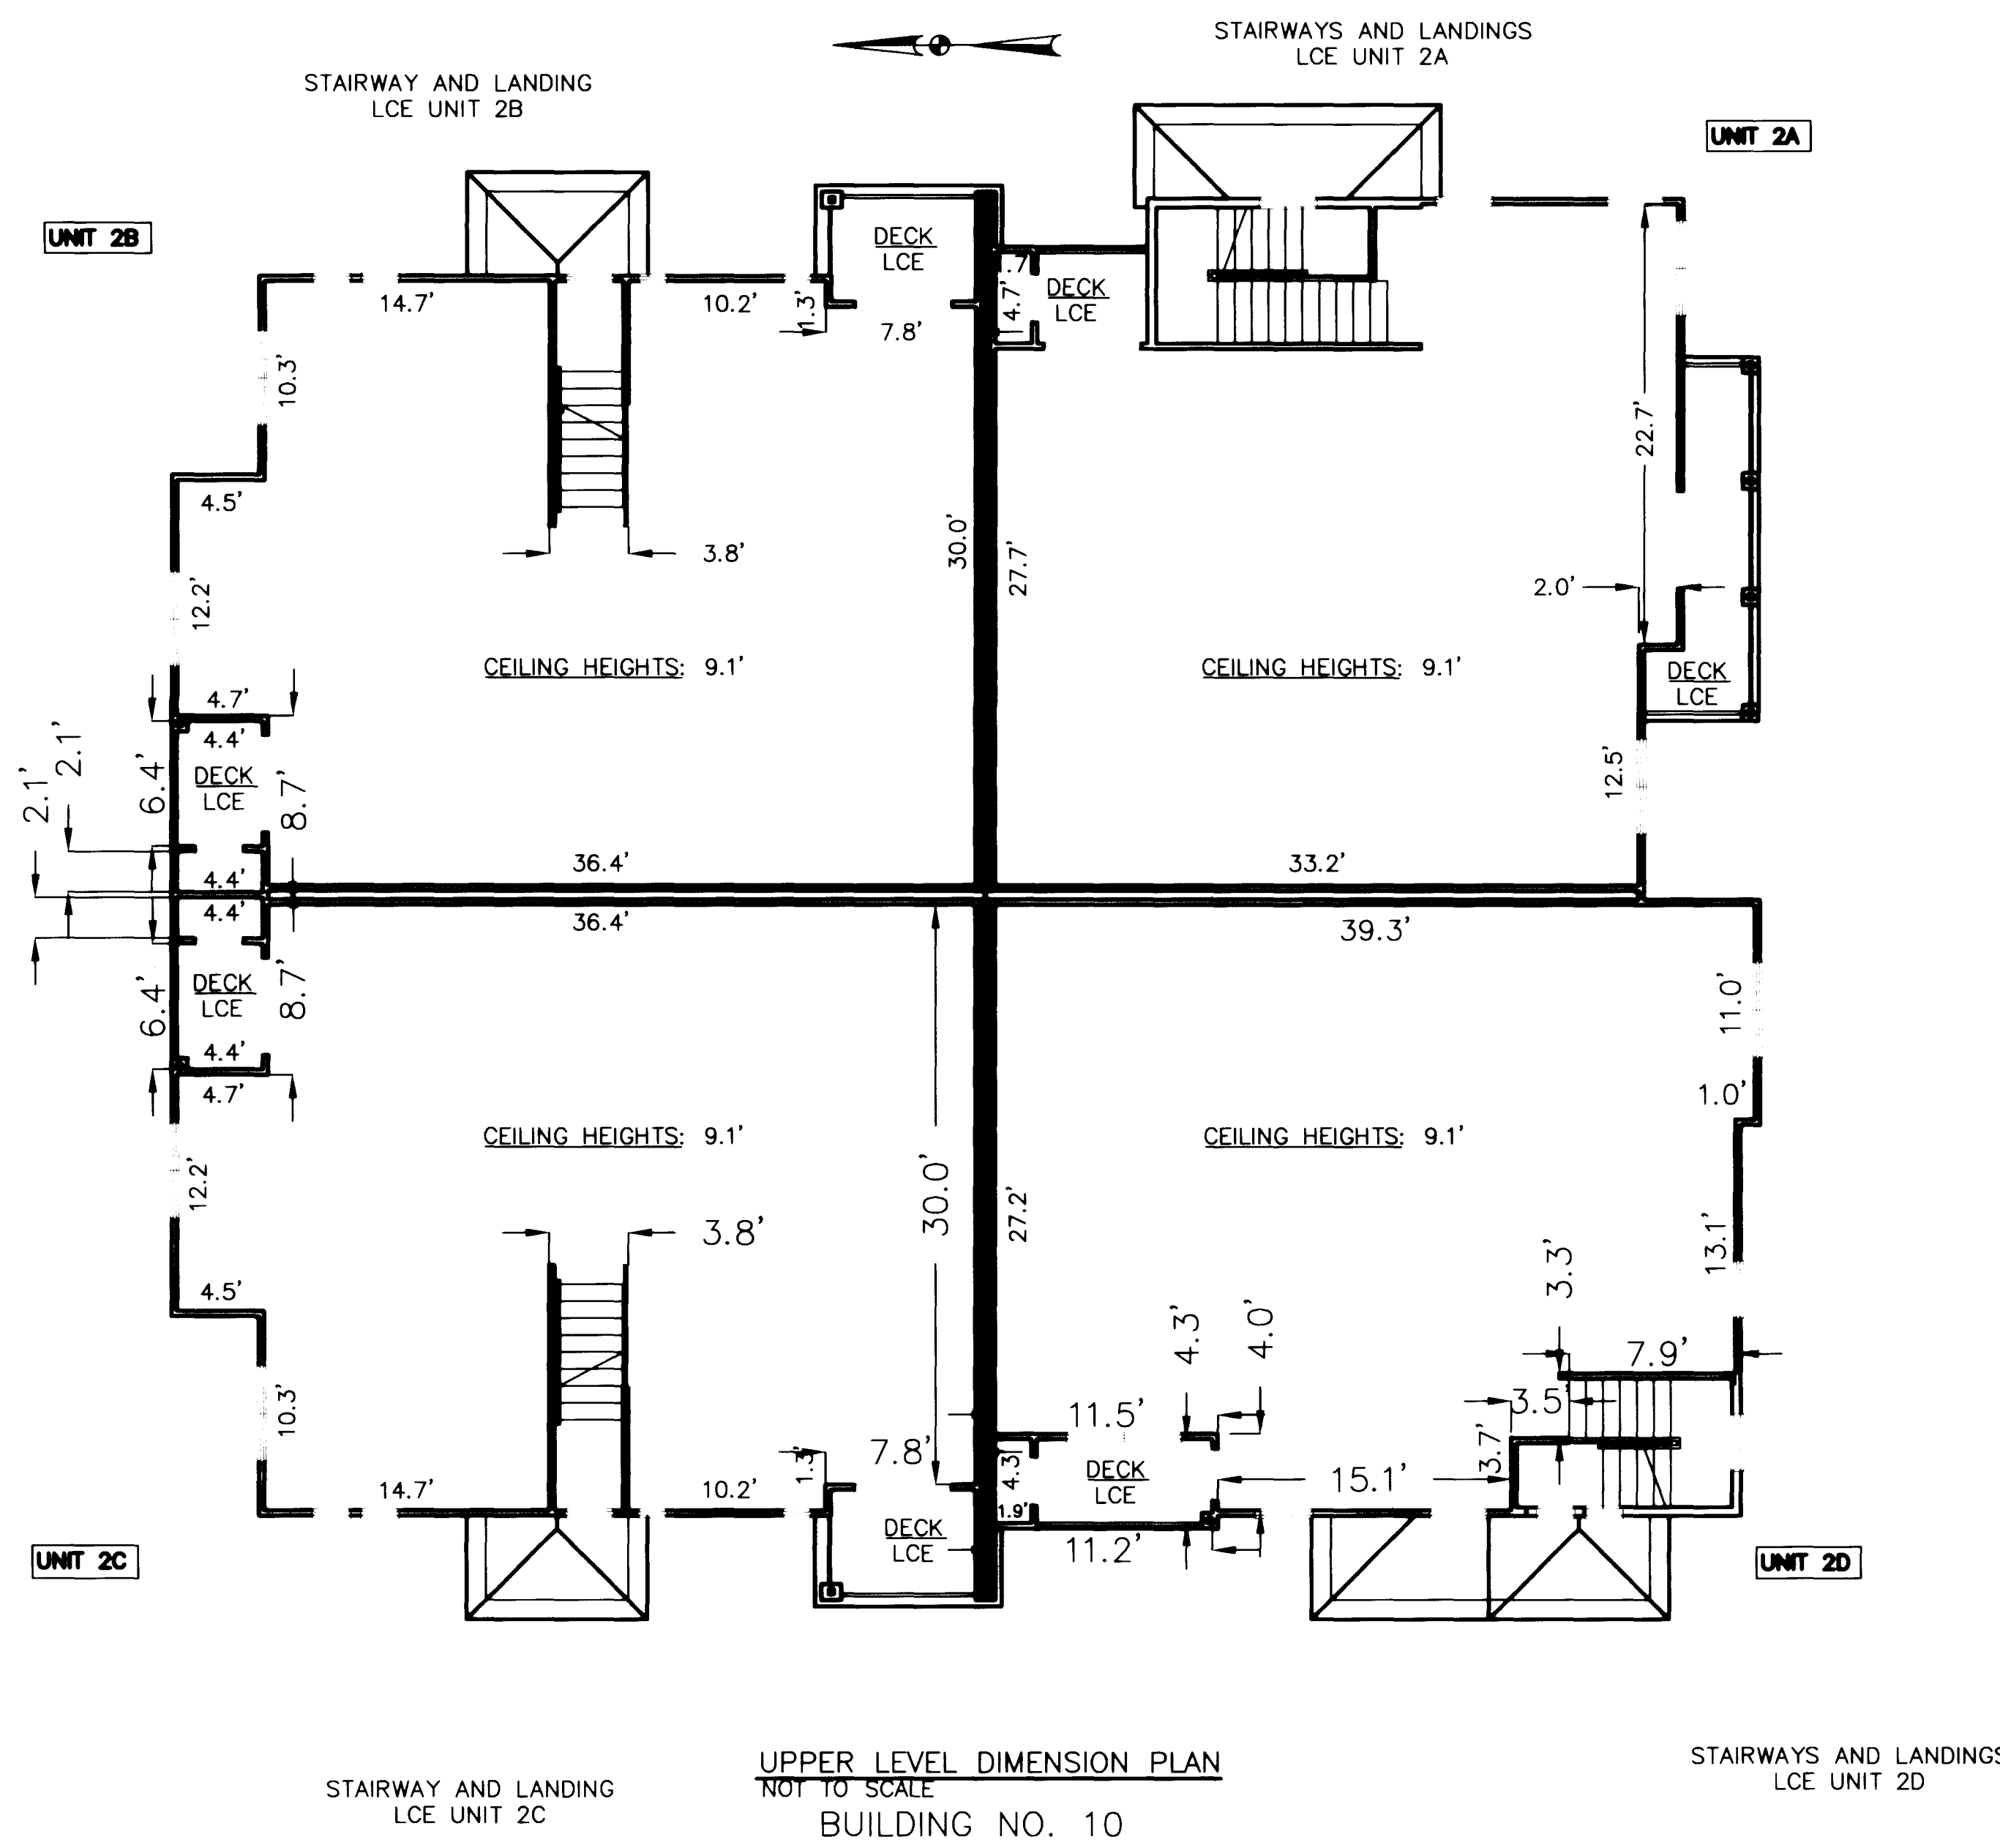 STAIRWAYS AND LANDINGS
LCE UNIT 2A
STAIRWAY AND LANDING
LCE UNIT 2B
UNIT 2A
UNIT 2B
DECK
LCE
14.7'
10.2'
1.3'
7.8'
4.7'
DECK
LCE
10.3'
22.7'
4.5'
3.8'
30.0'
27.7'
2.0'
12.2'
CEILING HEIGHTS: 9.1'
CEILING HEIGHTS: 9.1'
DECK
LCE
4.7'
4.4'
2.1'
2.1'
6.4'
DECK
LCE
8.7'
12.5'
36.4'
33.2'
4.4'
4.4'
36.4'
39.3'
6.4'
DECK
LCE
8.7'
11.0'
4.4'
4.7'
1.0'
CEILING HEIGHTS: 9.1'
CEILING HEIGHTS: 9.1'
12.2'
30.0'
27.2'
3.8'
13.1'
3.3'
4.5'
4.3'
4.0'
7.9'
10.3'
11.5'
3.5'
1.3'
7.8'
4.3'
DECK
LCE
15.1'
3.7'
14.7'
10.2'
1.9'
DECK
LCE
11.2'
UNIT 2C
UNIT 2D
UPPER LEVEL DIMENSION PLAN
NOT TO SCALE
BUILDING NO. 10
STAIRWAY AND LANDING
LCE UNIT 2C
STAIRWAYS AND LANDINGS
LCE UNIT 2D